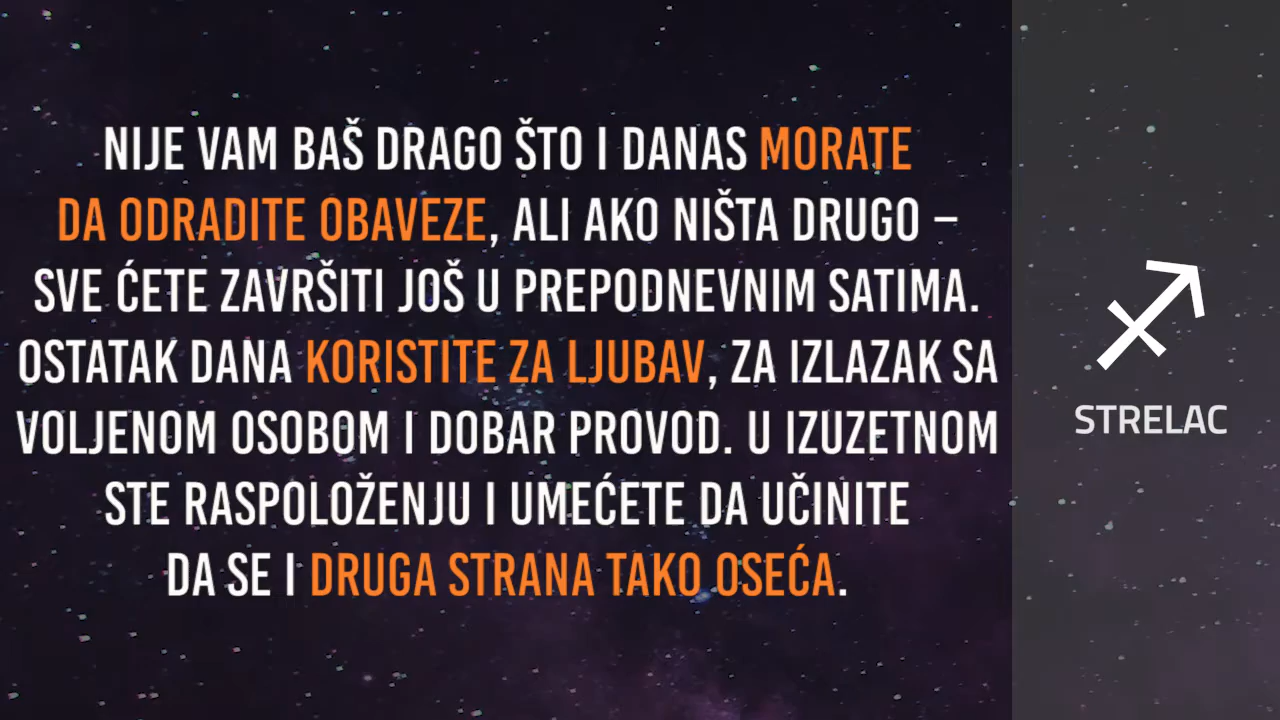 NIJE VAM BAŠ DRAGO ŠTO I DANAS MORATE
DA ODRADITE OBAVEZE, ALI AKO NIŠTA DRUGO –
SVE ĆETE ZAVRŠITI JOŠ U PREPODNEVNIM SATIMA.
OSTATAK DANA KORISTITE ZA LJUBAV, ZA IZLAZAK SA
VOLJENOM OSOBOM I DOBAR PROVOD. U IZUZETNOM
STE RASPOLOŽENJU I UMEĆETE DA UČINITE
DA SE I DRUGA STRANA TAKO OSEĆA.
STRELAC